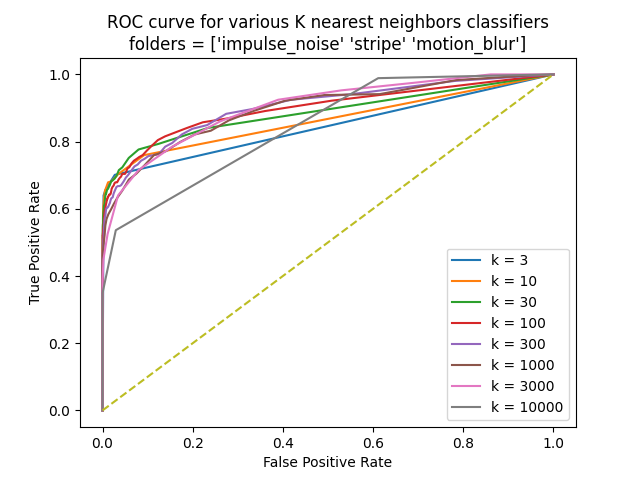 ROC curve for various K nearest neighbors classifiers
folders = ['impulse_noise' 'stripe' 'motion_blur']
1.0
0.8
0.6
0.4
0.2
0.0
True Positive Rate
k = 3
k = 10
k = 30
k = 100
k = 300
k = 1000
k = 3000
k = 10000
0.0 0.2 0.4 0.6 0.8 1.0
False Positive Rate